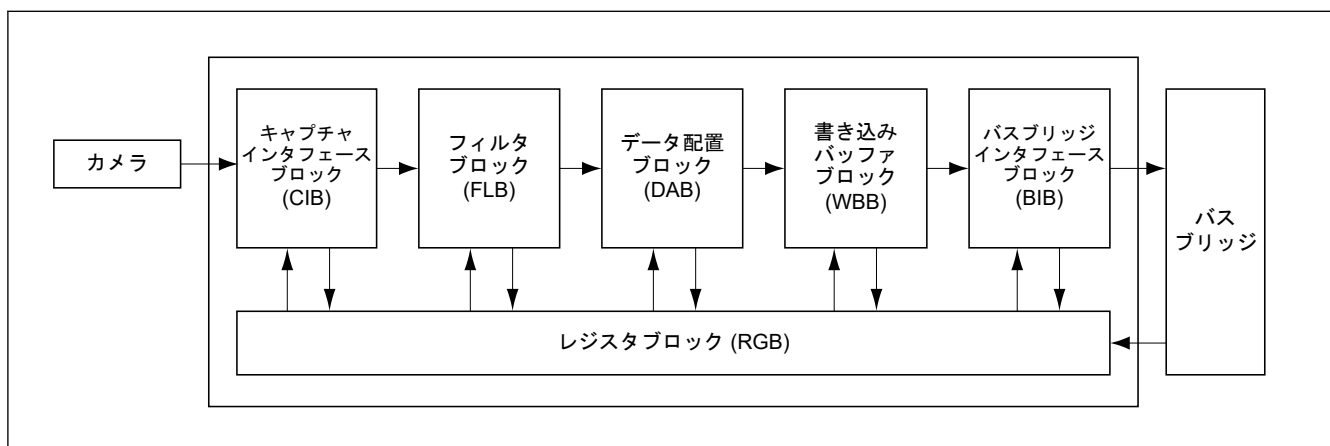 カメラ
キャプチャ
インタフェース
ブロック
(CIB)
フィルタ
ブロック
(FLB)
データ配置
ブロック
(DAB)
書き込み
バッファ
ブロック
(WBB)
バスブリッジ
インタフェース
ブロック
(BIB)
バス
ブリッジ
レジスタブロック (RGB)